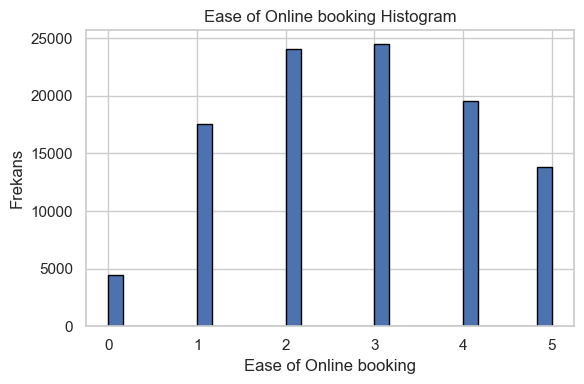 Ease of Online booking Histogram
25000
20000
15000
10000
5000
0
Frekans
0 1 2 3 4 5
Ease of Online booking